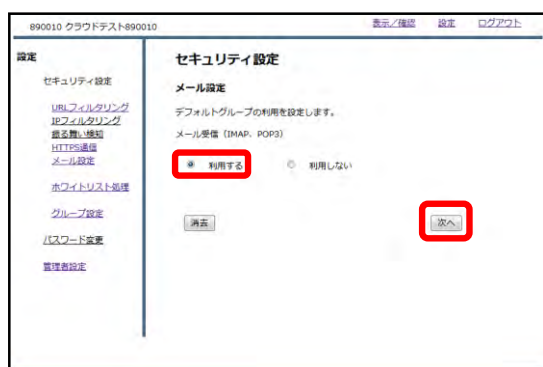 890010 クラウドテスト890010
表示/確認 設定 ログアウト
設定
セキュリティ設定
URLフィルタリング
IPフィルタリング
振る舞い検知
HTTPS通信
メール設定
ホワイトリスト処理
グループ設定
パスワード変更
管理者設定
セキュリティ設定
メール設定
デフォルトグループの利用を設定します。
メール受信（IMAP、POP3）
利用する 利用しない
消去 次へ